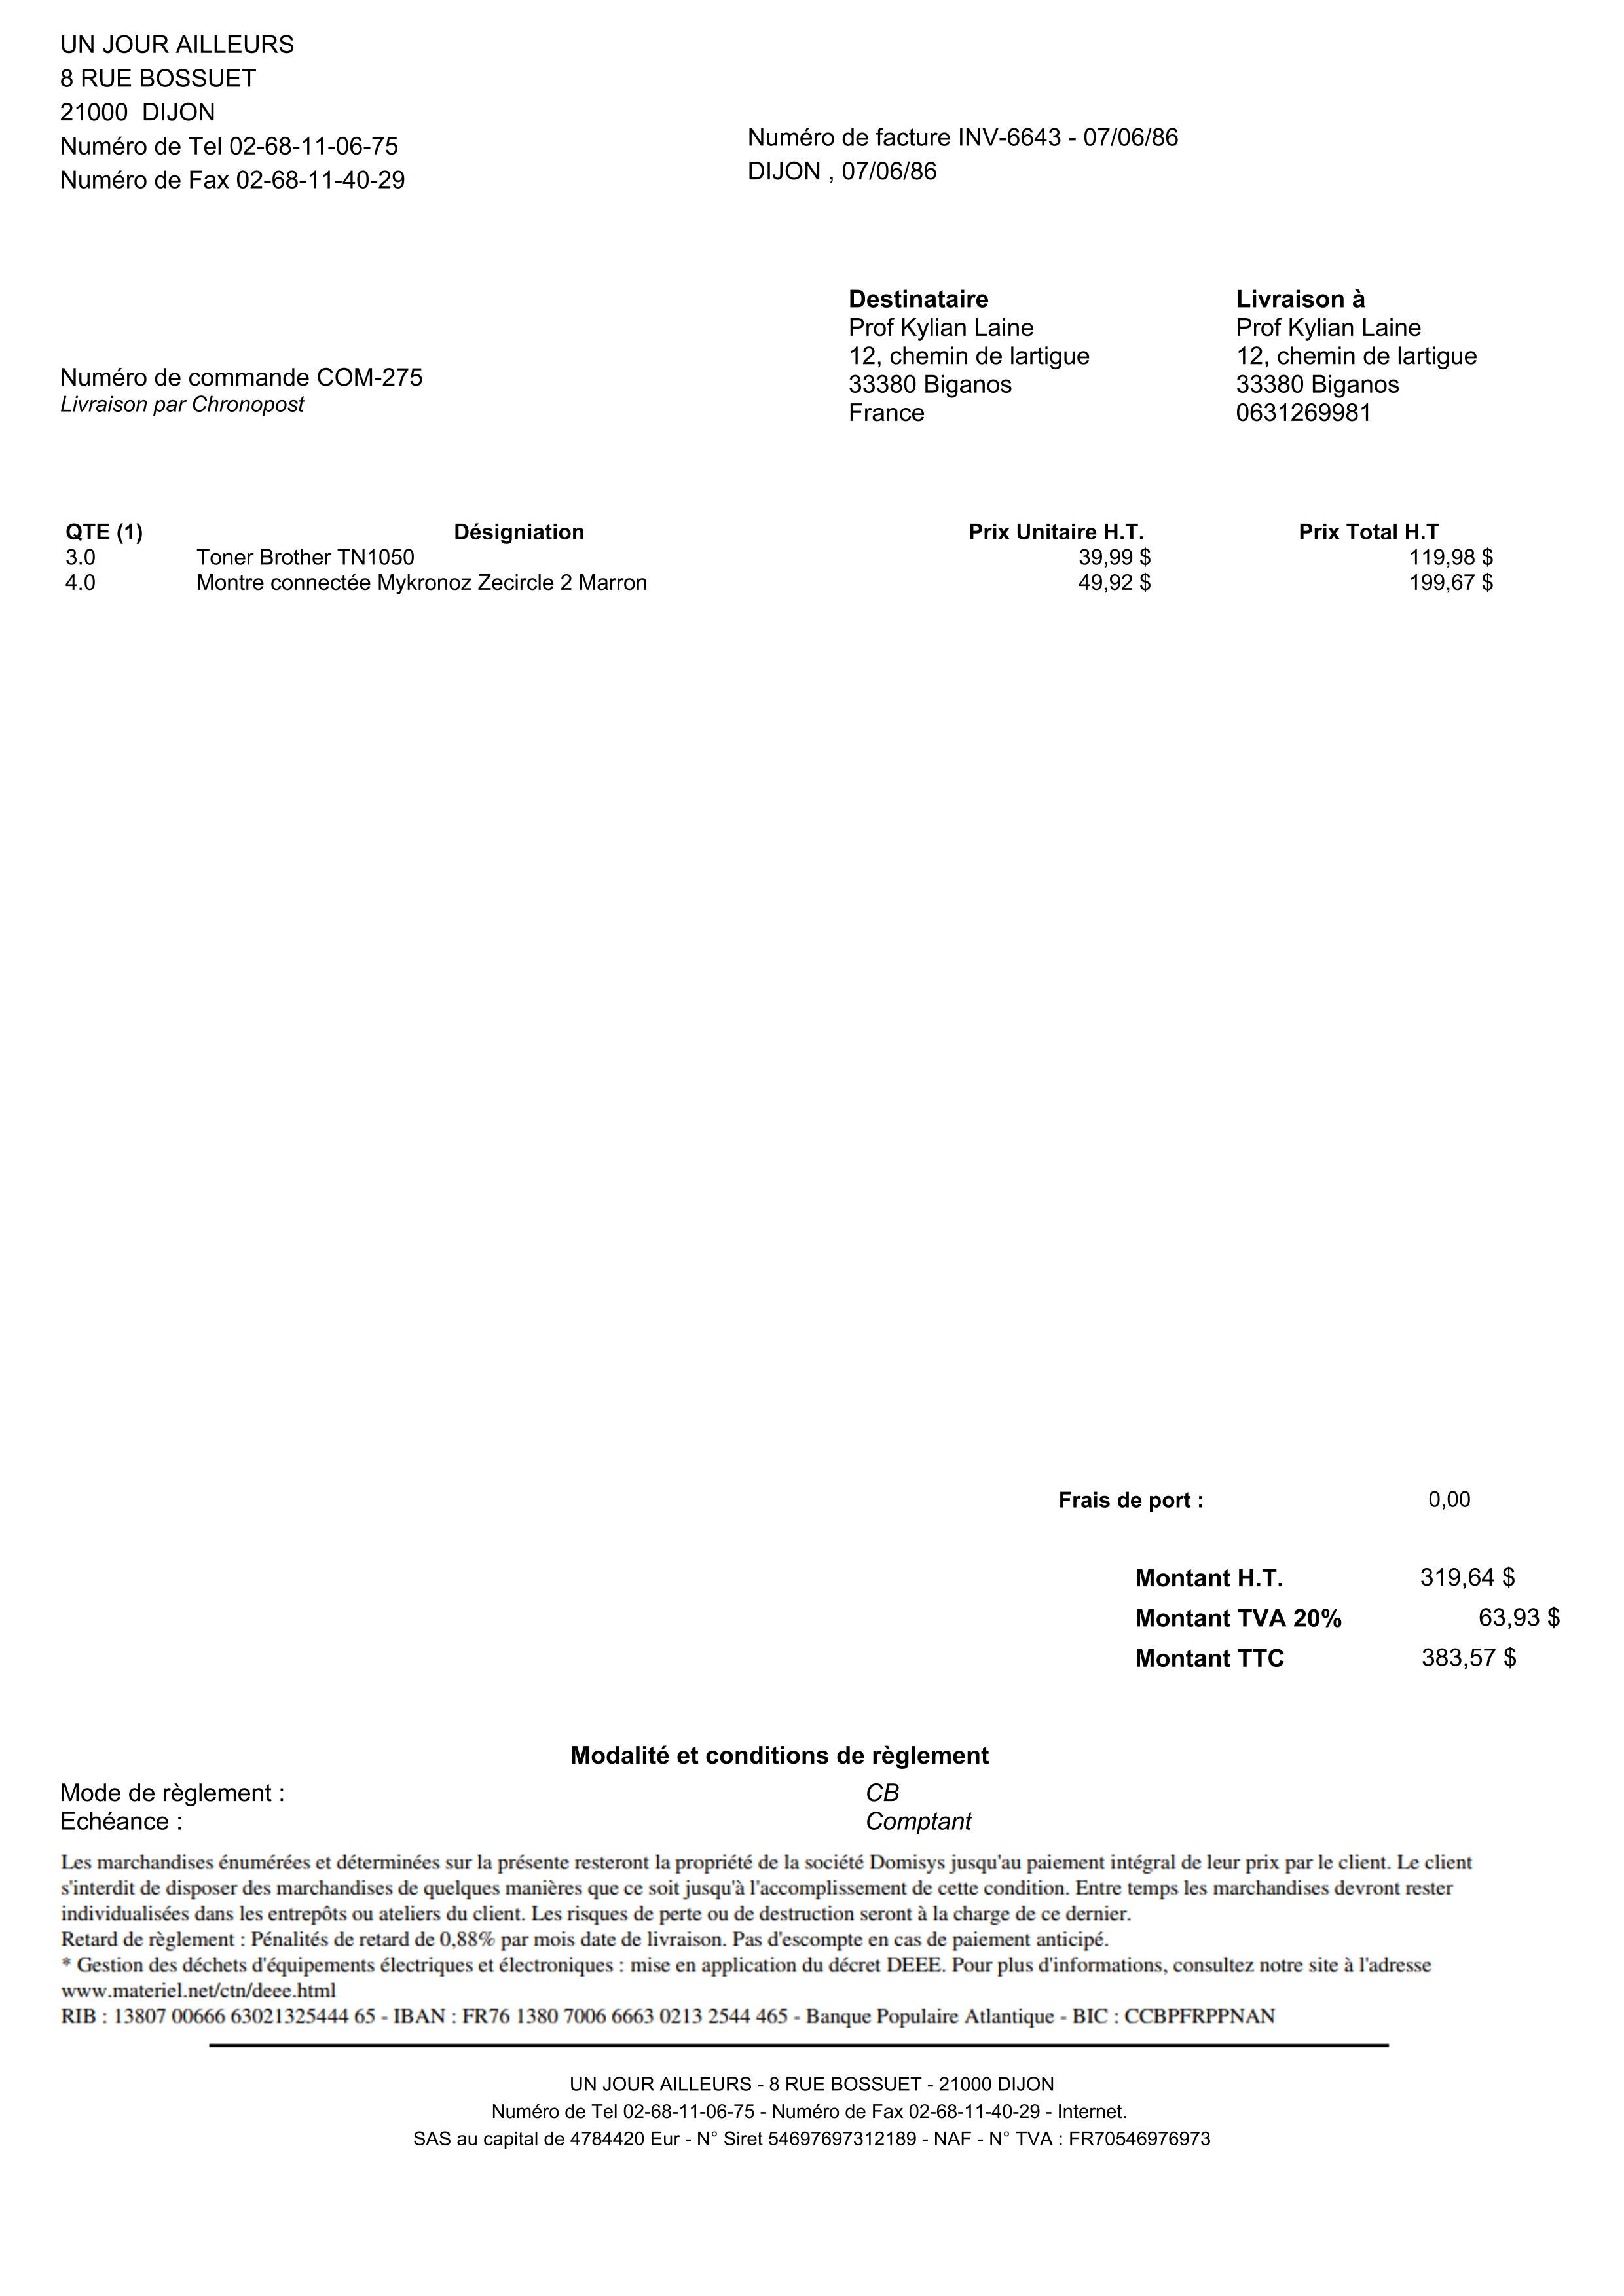 UN JOUR AILLEURS
8 RUE BOSSUET
21000 DIJON
Numéro de Tel 02-68-11-06-75
Numéro de Fax 02-68-11-40-29
Numéro de facture INV-6643 - 07/06/86
DIJON , 07/06/86
Numéro de commande COM-275
Livraison par Chronopost
Destinataire
Prof Kylian Laine
12, chemin de lartigue
33380 Biganos
France
Livraison à
Prof Kylian Laine
12, chemin de lartigue
33380 Biganos
0631269981
QTE (1) Désigniation Prix Unitaire H.T. Prix Total H.T
3.0 Toner Brother TN1050 39,99 $ 119,98 $
4.0 Montre connectée Mykronoz Zecircle 2 Marron 49,92 $ 199,67 $
Frais de port : 0,00
Montant H.T. 319,64 $
Montant TVA 20% 63,93 $
Montant TTC 383,57 $
Modalité et conditions de règlement
Mode de règlement : CB
Echéance : Comptant
Les marchandises énumérées et déterminées sur la présente resteront la propriété de la société Domisys jusqu'au paiement intégral de leur prix par le client. Le client
s'interdit de disposer des marchandises de quelques manières que ce soit jusqu'à l'accomplissement de cette condition. Entre temps les marchandises devront rester
individualisées dans les entrepôts ou ateliers du client. Les risques de perte ou de destruction seront à la charge de ce dernier.
Retard de règlement : Pénalités de retard de 0,88% par mois date de livraison. Pas d'escompte en cas de paiement anticipé.
* Gestion des déchets d'équipements électriques et électroniques : mise en application du décret DEEE. Pour plus d'informations, consultez notre site à l'adresse
www.materiel.net/ctn/deee.html
RIB : 13807 00666 63021325444 65 - IBAN : FR76 1380 7006 6663 0213 2544 465 - Banque Populaire Atlantique - BIC : CCBPFRPPNAN
UN JOUR AILLEURS - 8 RUE BOSSUET - 21000 DIJON
Numéro de Tel 02-68-11-06-75 - Numéro de Fax 02-68-11-40-29 - Internet.
SAS au capital de 4784420 Eur - N° Siret 54697697312189 - NAF - N° TVA : FR70546976973